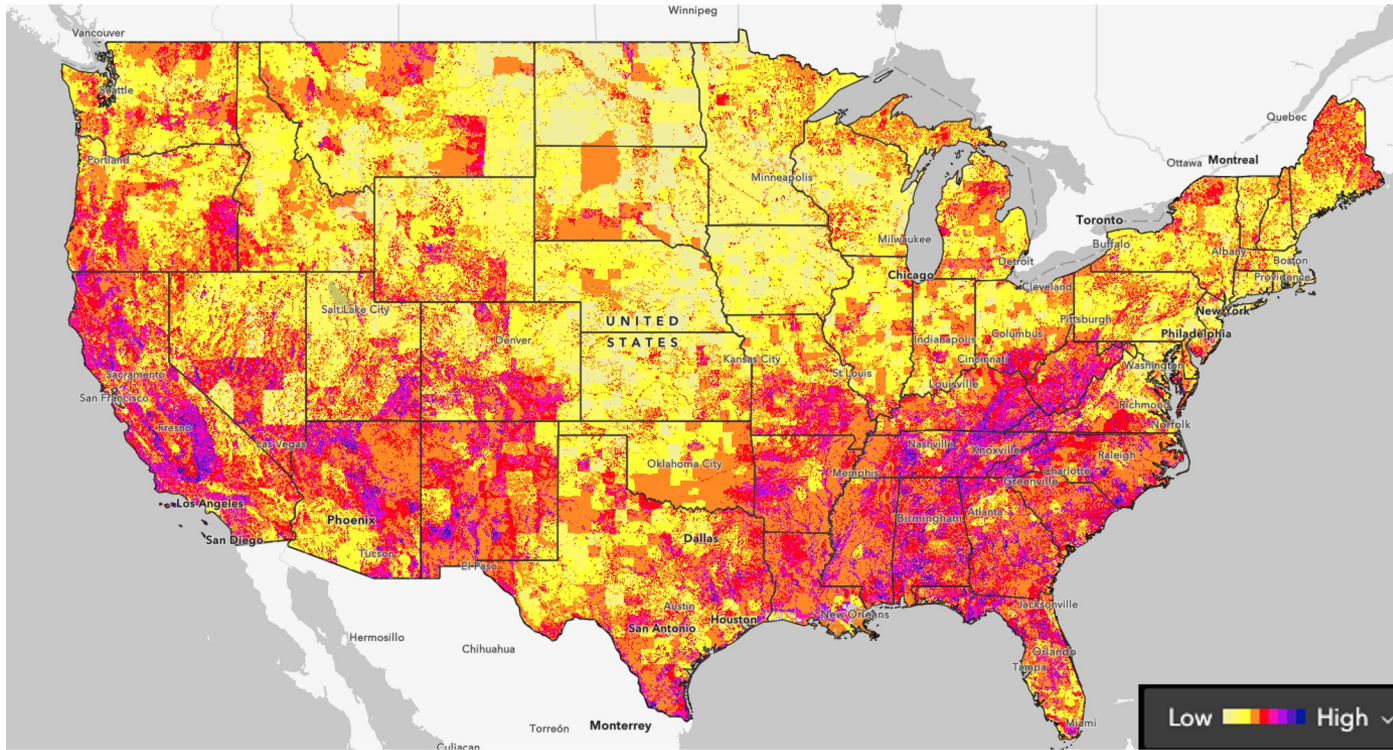 Winnipeg
Vancouver
Seattle
Quebec
Ottawa
Montreal
Portland
Minneapolis
Toronto
Milwaukee
Buffalo
Albany
Boston
Detroit
Providence
Chicago
Cleveland
Salt Lake City
New York
UNITED
STATES
Denver
Pittsburgh
Philadelphia
Columbus
Indianapolis
Kansas City
Cincinnati
Washington
St Louis
Louisville
Sacramento
San Francisco
Richmond
Norfolk
Fresno
Las Vegas
Nashville
Knoxville
Raleigh
Oklahoma City
Memphis
Charlotte
Greenville
Los Angeles
Phoenix
Birmingham
Atlanta
San Diego
Dallas
Tucson
El Paso
Austin
Jacksonville
New Orleans
Houston
San Antonio
Hermosillo
Chihuahua
Orlando
Tampa
Miami
Torreón
Monterrey
Culiacan
Low High